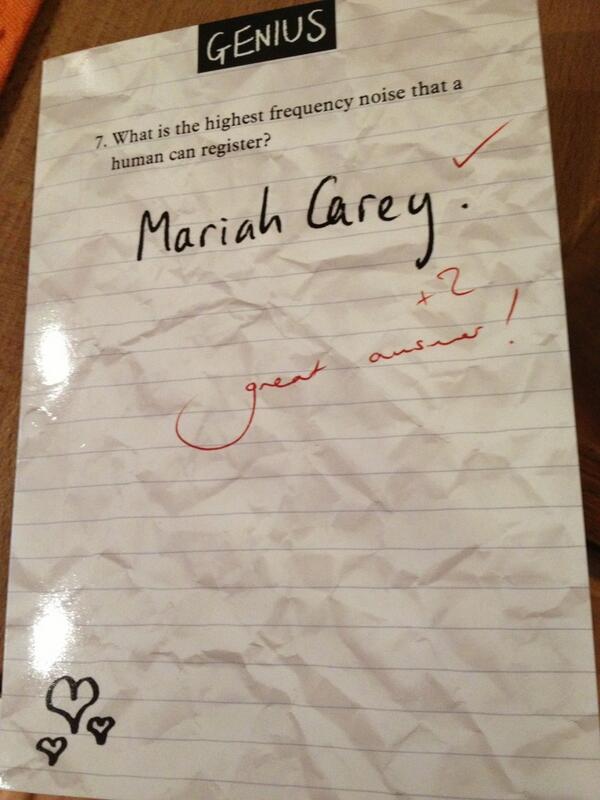 GENIUS
7. What is the highest frequency noise that a
human can register?
Mariah Carey.
+2
great answer!